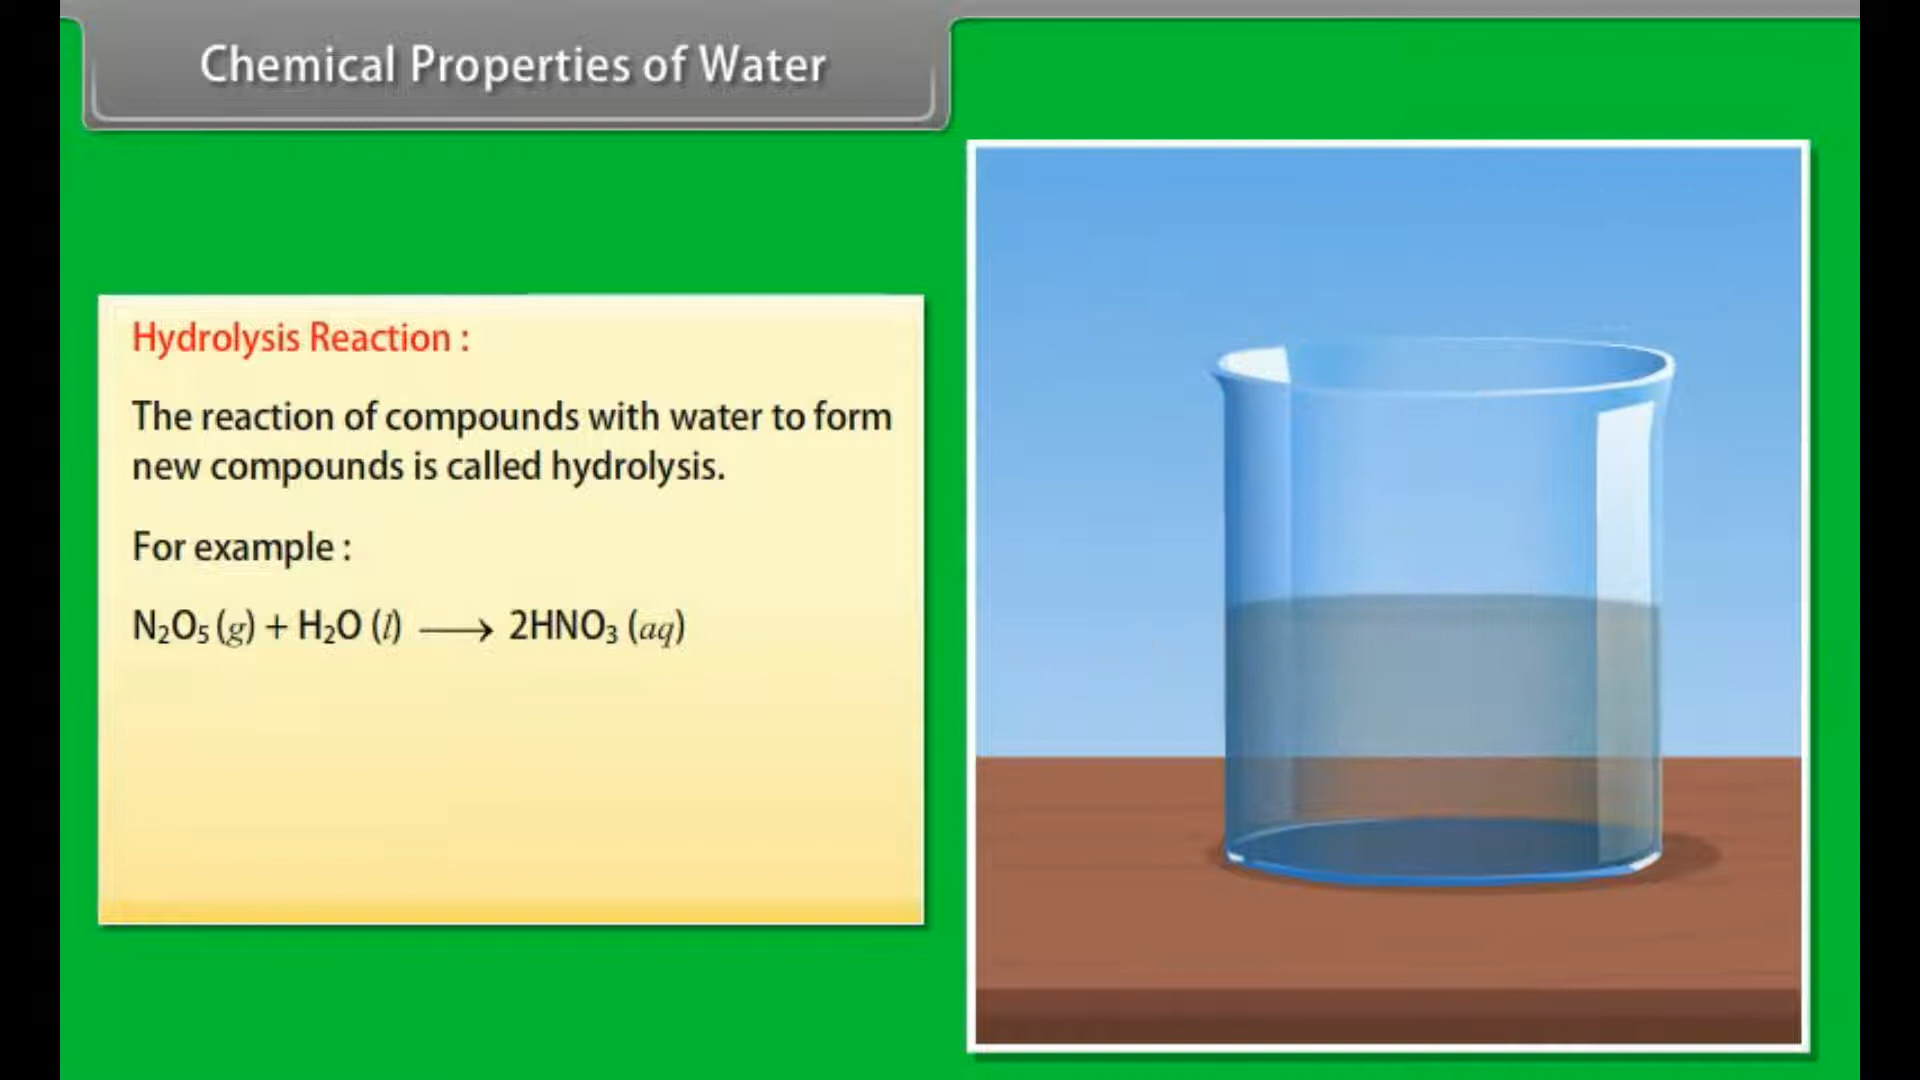 Chemical Properties of Water
Hydrolysis Reaction :
The reaction of compounds with water to form
new compounds is called hydrolysis.
For example :
N₂O₅ (g) + H₂O (l) ⟶ 2HNO₃ (aq)